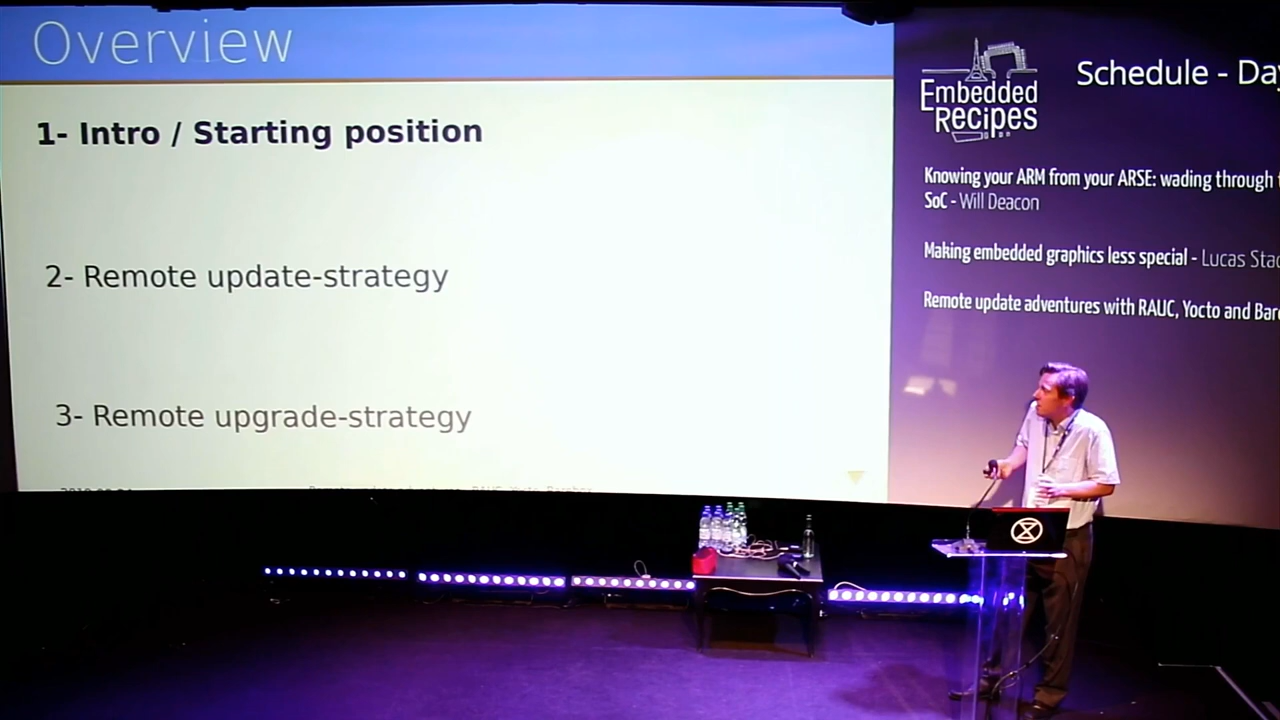 Overview
1- Intro / Starting position
2- Remote update-strategy
3- Remote upgrade-strategy
Embedded
Recipes
Schedule - Day
Knowing your ARM from your ARSE: wading through
SoC - Will Deacon
Making embedded graphics less special - Lucas
Remote update adventures with RAUC, Yocto and